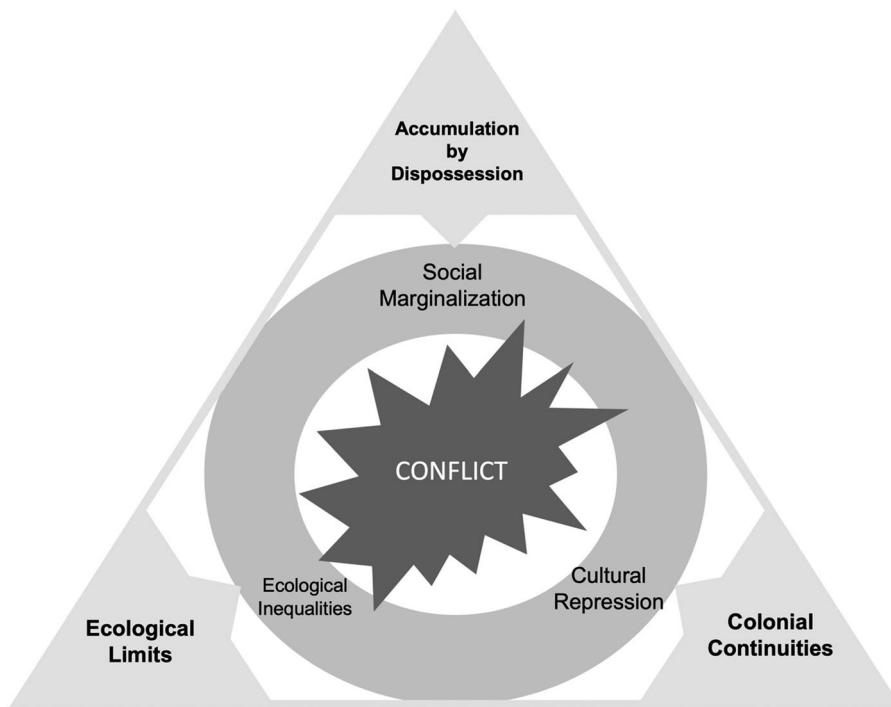 Accumulation
by
Dispossession
Social
Marginalization
CONFLICT
Ecological
Inequalities
Cultural
Repression
Ecological
Limits
Colonial
Continuities